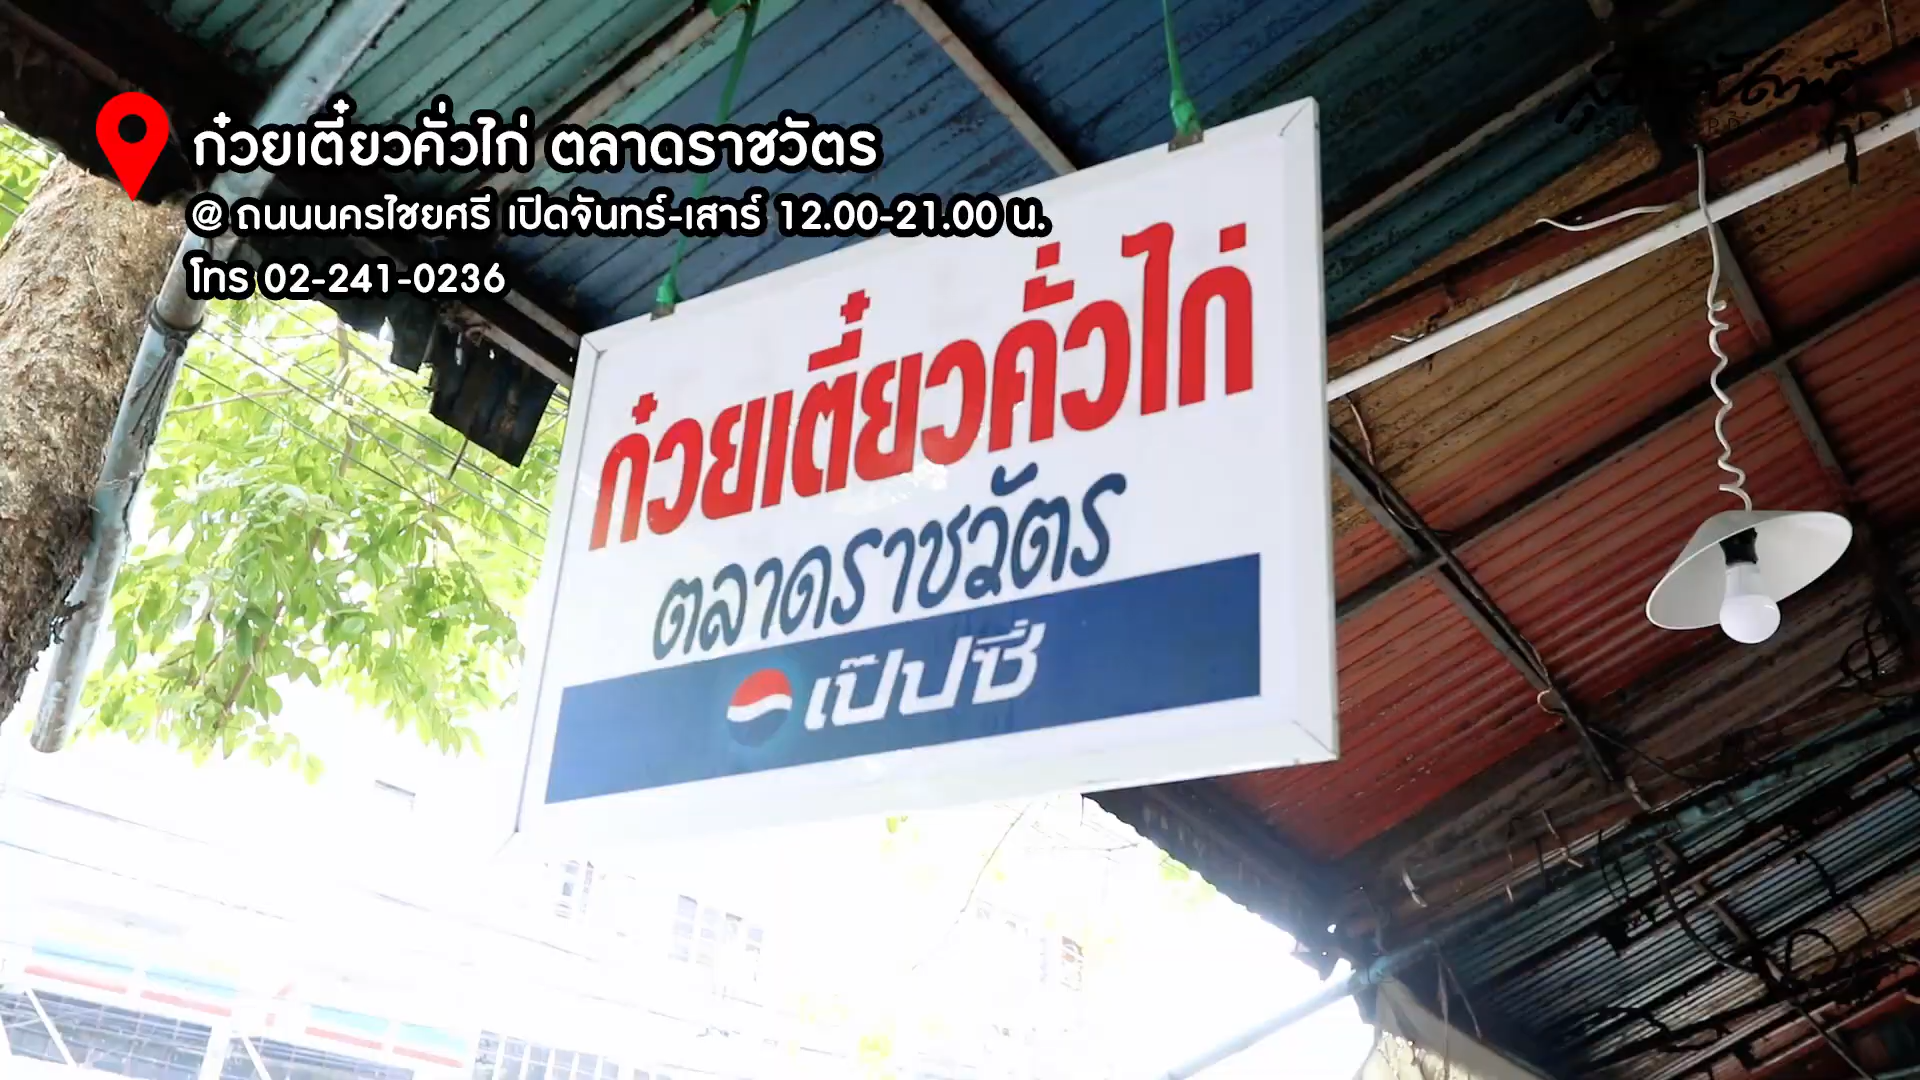 ก๋วยเตี๋ยวคั่วไก่ ตลาดราชวัตร
@ ถนนนครไชยศรี เปิดจันทร์-เสาร์ 12.00-21.00 น.
โทร 02-241-0236
ก๋วยเตี๋ยวคั่วไก่
ตลาดราชวัตร
เป๊ปซี่